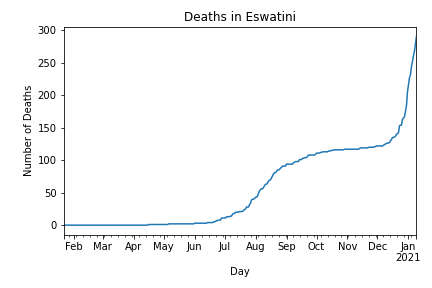 Deaths in Eswatini
300
250
200
150
100
50
0
Number of Deaths
Feb Mar Apr May Jun Jul Aug Sep Oct Nov Dec Jan
2021
Day